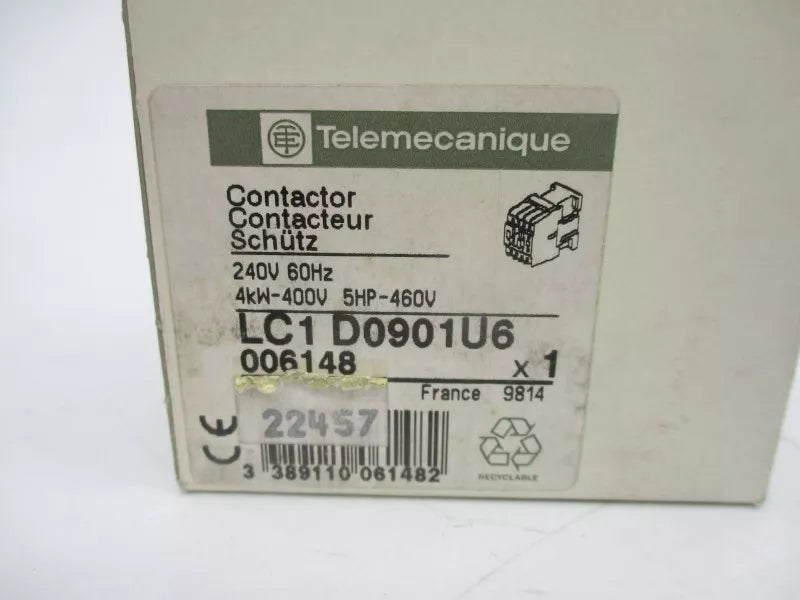 TE Telemecanique
Contactor
Contacteur
Schütz
240V 60Hz
4kW-400V 5HP-460V
LC1 D0901U6
006148 x 1
France 9814
CE 22457
3 389110 061482
RECYCLABLE